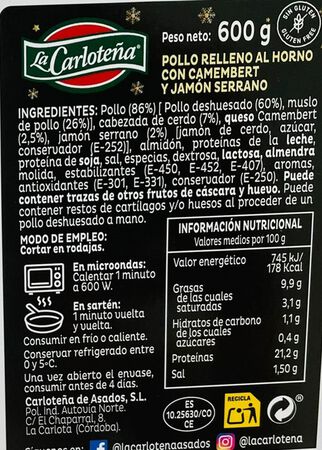 La Carloteña
Peso neto: 600 g
SIN GLUTEN
GLUTEN FREE
POLLO RELLENO AL HORNO
CON CAMEMBERT
Y JAMÓN SERRANO
INGREDIENTES: Pollo (86%) [ Pollo deshuesado (60%), muslo
de pollo (26%)], cabezada de cerdo (7%), queso Camembert
(2,5%), jamón serrano (2%) [jamón de cerdo, azúcar,
conservador (E-252)], almidón, proteínas de la leche,
proteína de soja, sal, especias, dextrosa, lactosa, almendra
molida, estabilizantes (E-450, E-452, E-407), aromas,
antioxidantes (E-301, E-331), conservador (E-250). Puede
contener trazas de otros frutos de cáscara y huevo. Puede
contener restos de cartílagos y/o huesos al proceder de un
pollo deshuesado a mano.
MODO DE EMPLEO:
Cortar en rodajas.
En microondas:
Calentar 1 minuto
a 600 W.
En sartén:
1 minuto vuelta
y vuelta.
Consumir en frío o caliente.
Conservar refrigerado entre
0 y 5ºC.
Una vez abierto el envase,
consumir antes de 4 días.
Carloteña de Asados, S.L.
Pol. Ind. Autovía Norte.
C/ El Chaparral, 8.
La Carlota (Córdoba).
INFORMACIÓN NUTRICIONAL
Valores medios por 100 g
Valor energético 745 kJ/
178 Kcal
Grasas 9,9 g
de las cuales
saturadas 3,1 g
Hidratos de carbono 1,1 g
de los cuales
azúcares 0,4 g
Proteínas 21,2 g
Sal 1,50 g
ES
10.25630/CO
CE
RECICLA
Síguenos en:
@lacarlotenaasados
@lacarlotena